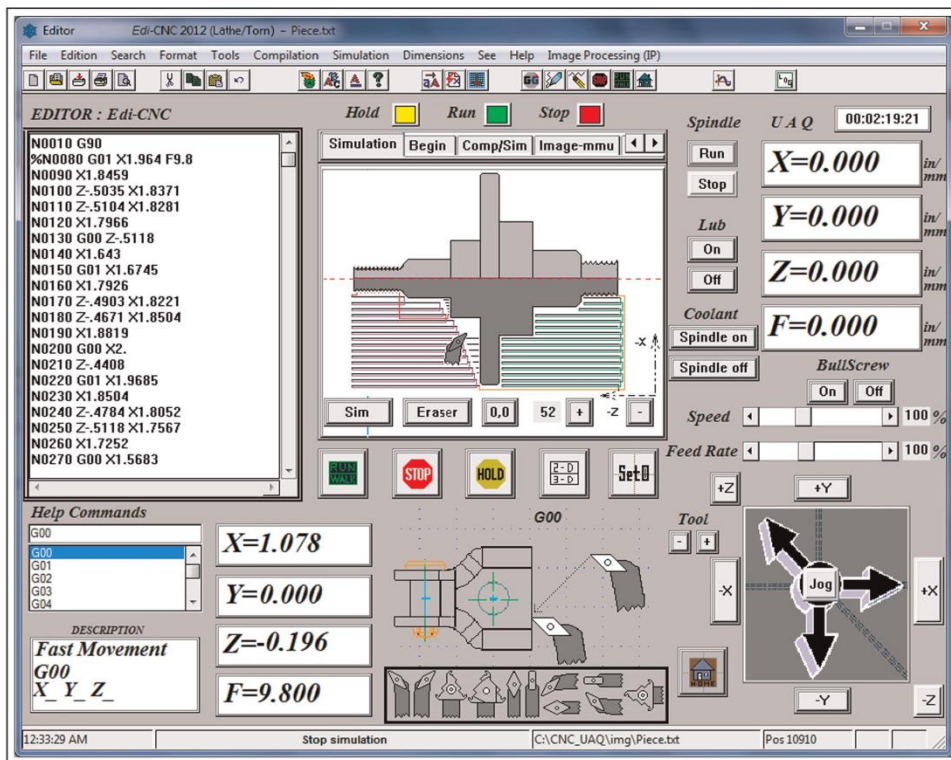 Editor Edi-CNC 2012 (Lathe/Torn) – Piece.txt
File Edition Search Format Tools Compilation Simulation Dimensions See Help Image Processing (IP)
EDITOR : Edi-CNC
N0010 G90
%N0080 G01 X1.964 F9.8
N0090 X1.8459
N0100 Z-.5035 X1.8371
N0110 Z-.5104 X1.8281
N0120 X1.7966
N0130 G00 Z-.5118
N0140 X1.643
N0150 G01 X1.6745
N0160 X1.7926
N0170 Z-.4903 X1.8221
N0180 Z-.4671 X1.8504
N0190 X1.8819
N0200 G00 X2.
N0210 Z-.4408
N0220 G01 X1.9685
N0230 X1.8504
N0240 Z-.4784 X1.8052
N0250 Z-.5118 X1.7567
N0260 X1.7252
N0270 G00 X1.5683
Hold Run Stop
Simulation Begin Comp/Sim Image-mmu
-X
-Z
Sim Eraser 0,0 52 + -
RUN WALK STOP HOLD 2-D 3-D Set0
Spindle U A Q 00:02:19:21
Run
Stop
X=0.000 in/mm
Y=0.000 in/mm
Lub
On
Off
Z=0.000 in/mm
F=0.000 in/mm
Coolant
Spindle on
Spindle off
BullScrew
On Off
Speed 100 %
Feed Rate 100 %
Help Commands
G00
G00
G01
G02
G03
G04
DESCRIPTION
Fast Movement
G00
X_ Y_ Z_
X=1.078
Y=0.000
Z=-0.196
F=9.800
G00
Tool
- +
+Z
+Y
-X
Jog
+X
HOME
-Y
-Z
12:33:29 AM Stop simulation C:\CNC_UAQ\img\Piece.txt Pos 10910